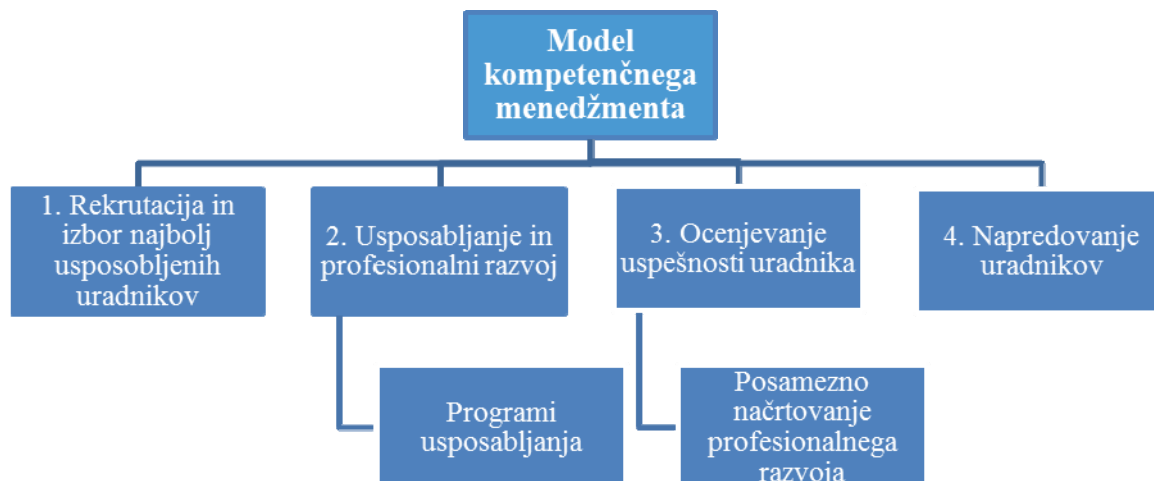 Model
kompetenčnega
menedžmenta
1. Rekrutacija in
izbor najbolj
usposobljenih
uradnikov
2. Usposabljanje in
profesionalni razvoj
3. Ocenjevanje
uspešnosti uradnika
4. Napredovanje
uradnikov
Programi
usposabljanja
Posamezno
načrtovanje
profesionalnega
razvoja